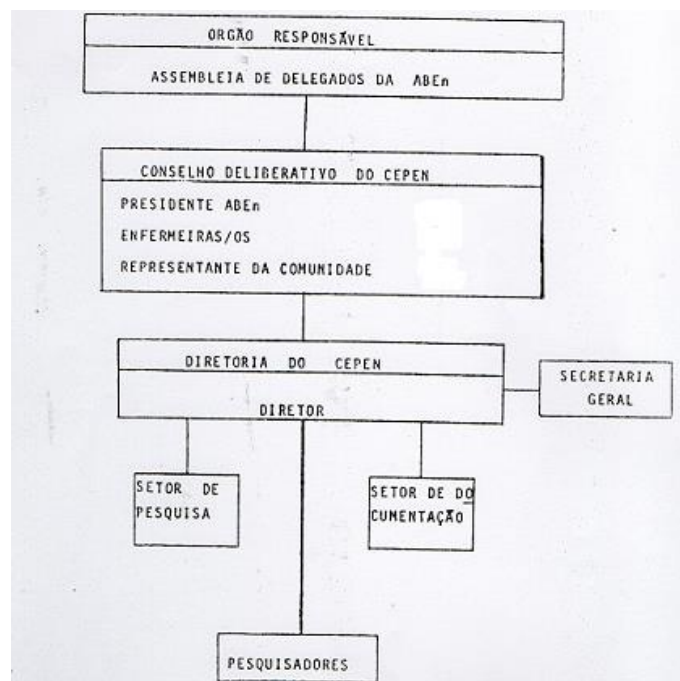 ORGÃO RESPONSÁVEL
ASSEMBLEIA DE DELEGADOS DA ABEn
CONSELHO DELIBERATIVO DO CEPEN
PRESIDENTE ABEn
ENFERMEIRAS/OS
REPRESENTANTE DA COMUNIDADE
DIRETORIA DO CEPEN
DIRETOR
SECRETARIA
GERAL
SETOR DE
PESQUISA
SETOR DE DO
CUMENTAÇÃO
PESQUISADORES